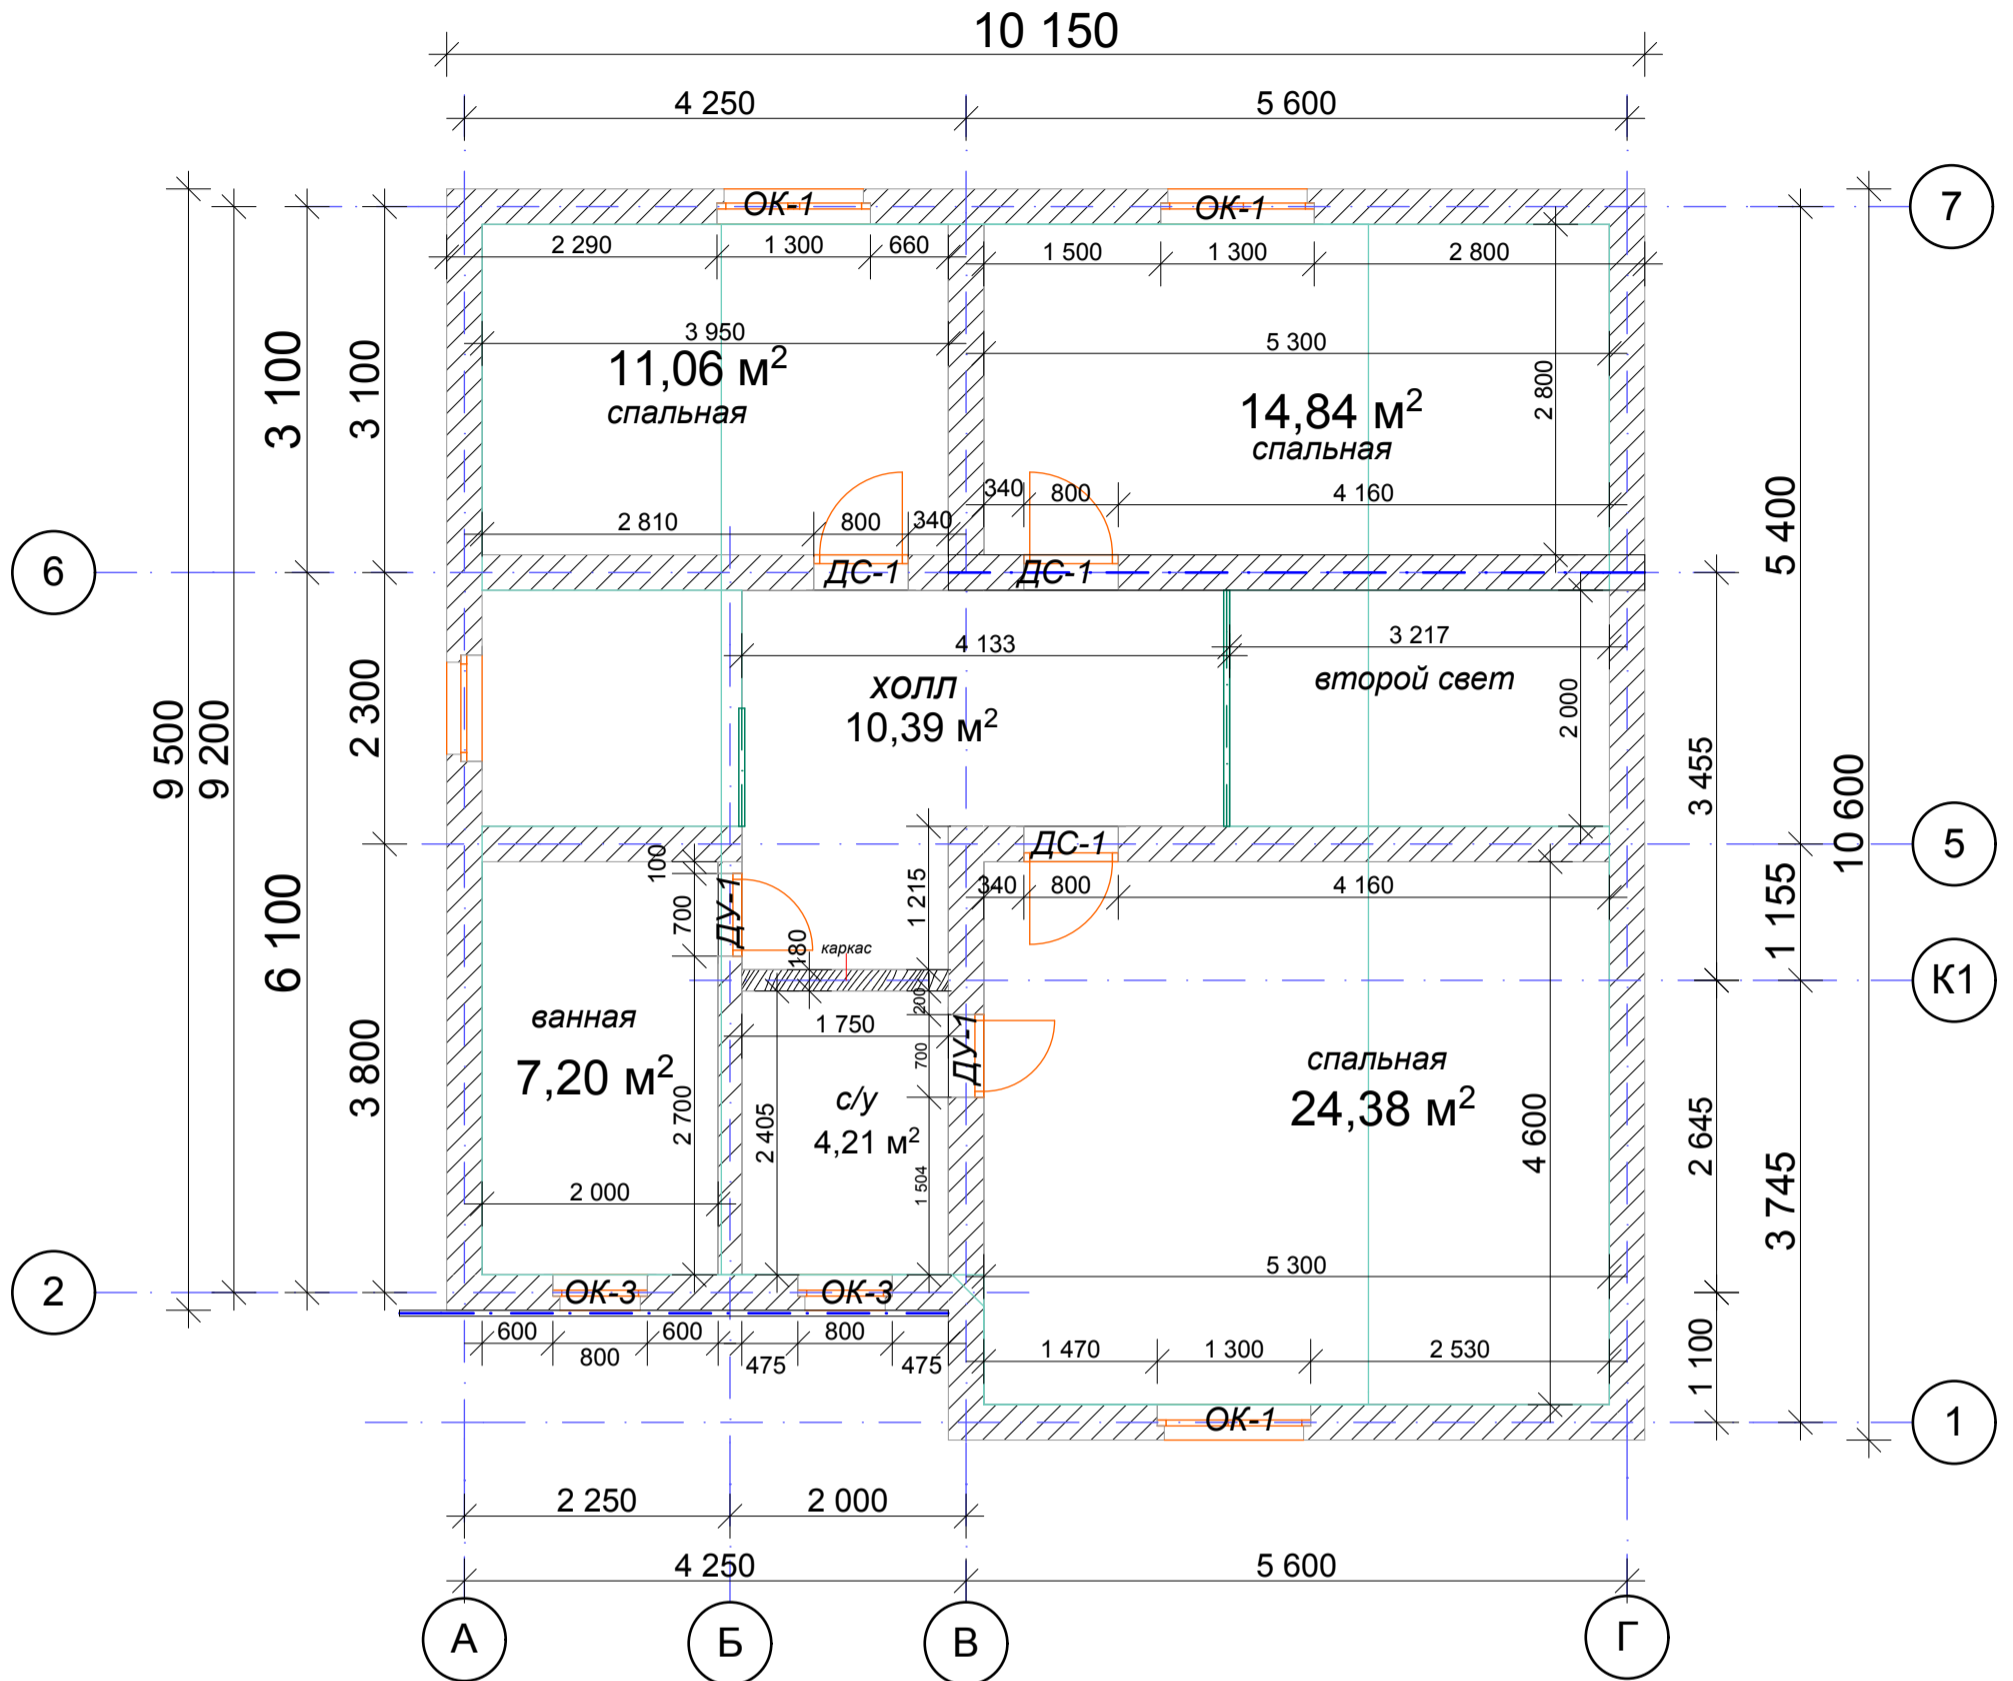 10 150
4 250
5 600
7
ОК-1
ОК-1
2 290
1 300
660
1 500
1 300
2 800
3 950
5 300
11,06 м²
спальная
14,84 м²
спальная
2 800
3 100
3 100
2 810
800
340
340
800
4 160
5 400
6
ДС-1
ДС-1
4 133
3 217
холл
10,39 м²
второй свет
2 000
2 300
9 500
9 200
3 455
10 600
5
ДС-1
100
700
ДУ-1
1 215
340
800
4 160
1 155
6 100
180
каркас
К1
200
1 750
700
ДУ-1
ванная
7,20 м²
3 800
2 700
2 405
с/у
4,21 м²
1 504
спальная
24,38 м²
4 600
2 645
3 745
2 000
5 300
2
ОК-3
ОК-3
600
800
600
475
800
475
1 470
1 300
2 530
1 100
ОК-1
1
2 250
2 000
4 250
5 600
А
Б
В
Г